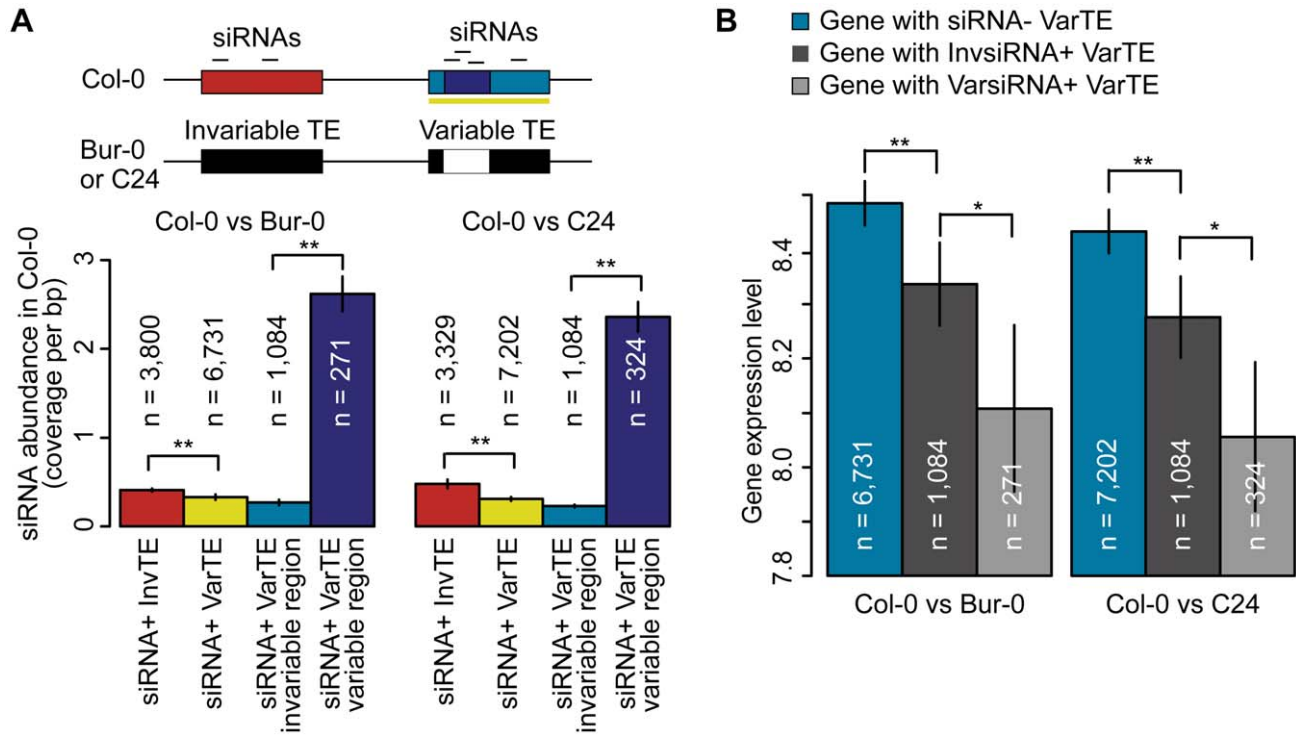 A
siRNAs
siRNAs
Col-0
Invariable TE
Variable TE
Bur-0
or C24
Col-0 vs Bur-0
Col-0 vs C24
siRNA abundance in Col-0
(coverage per bp)
3
2
1
0
n = 3,800
n = 6,731
n = 1,084
n = 271
**
**
n = 3,329
n = 7,202
n = 1,084
n = 324
**
**
siRNA+ InvTE
siRNA+ VarTE
siRNA+ VarTE
invariable region
siRNA+ VarTE
variable region
siRNA+ InvTE
siRNA+ VarTE
siRNA+ VarTE
invariable region
siRNA+ VarTE
variable region
B
Gene with siRNA- VarTE
Gene with InvsiRNA+ VarTE
Gene with VarsiRNA+ VarTE
Gene expression level
8.4
8.2
8.0
7.8
**
*
**
*
n = 6,731
n = 1,084
n = 271
n = 7,202
n = 1,084
n = 324
Col-0 vs Bur-0
Col-0 vs C24